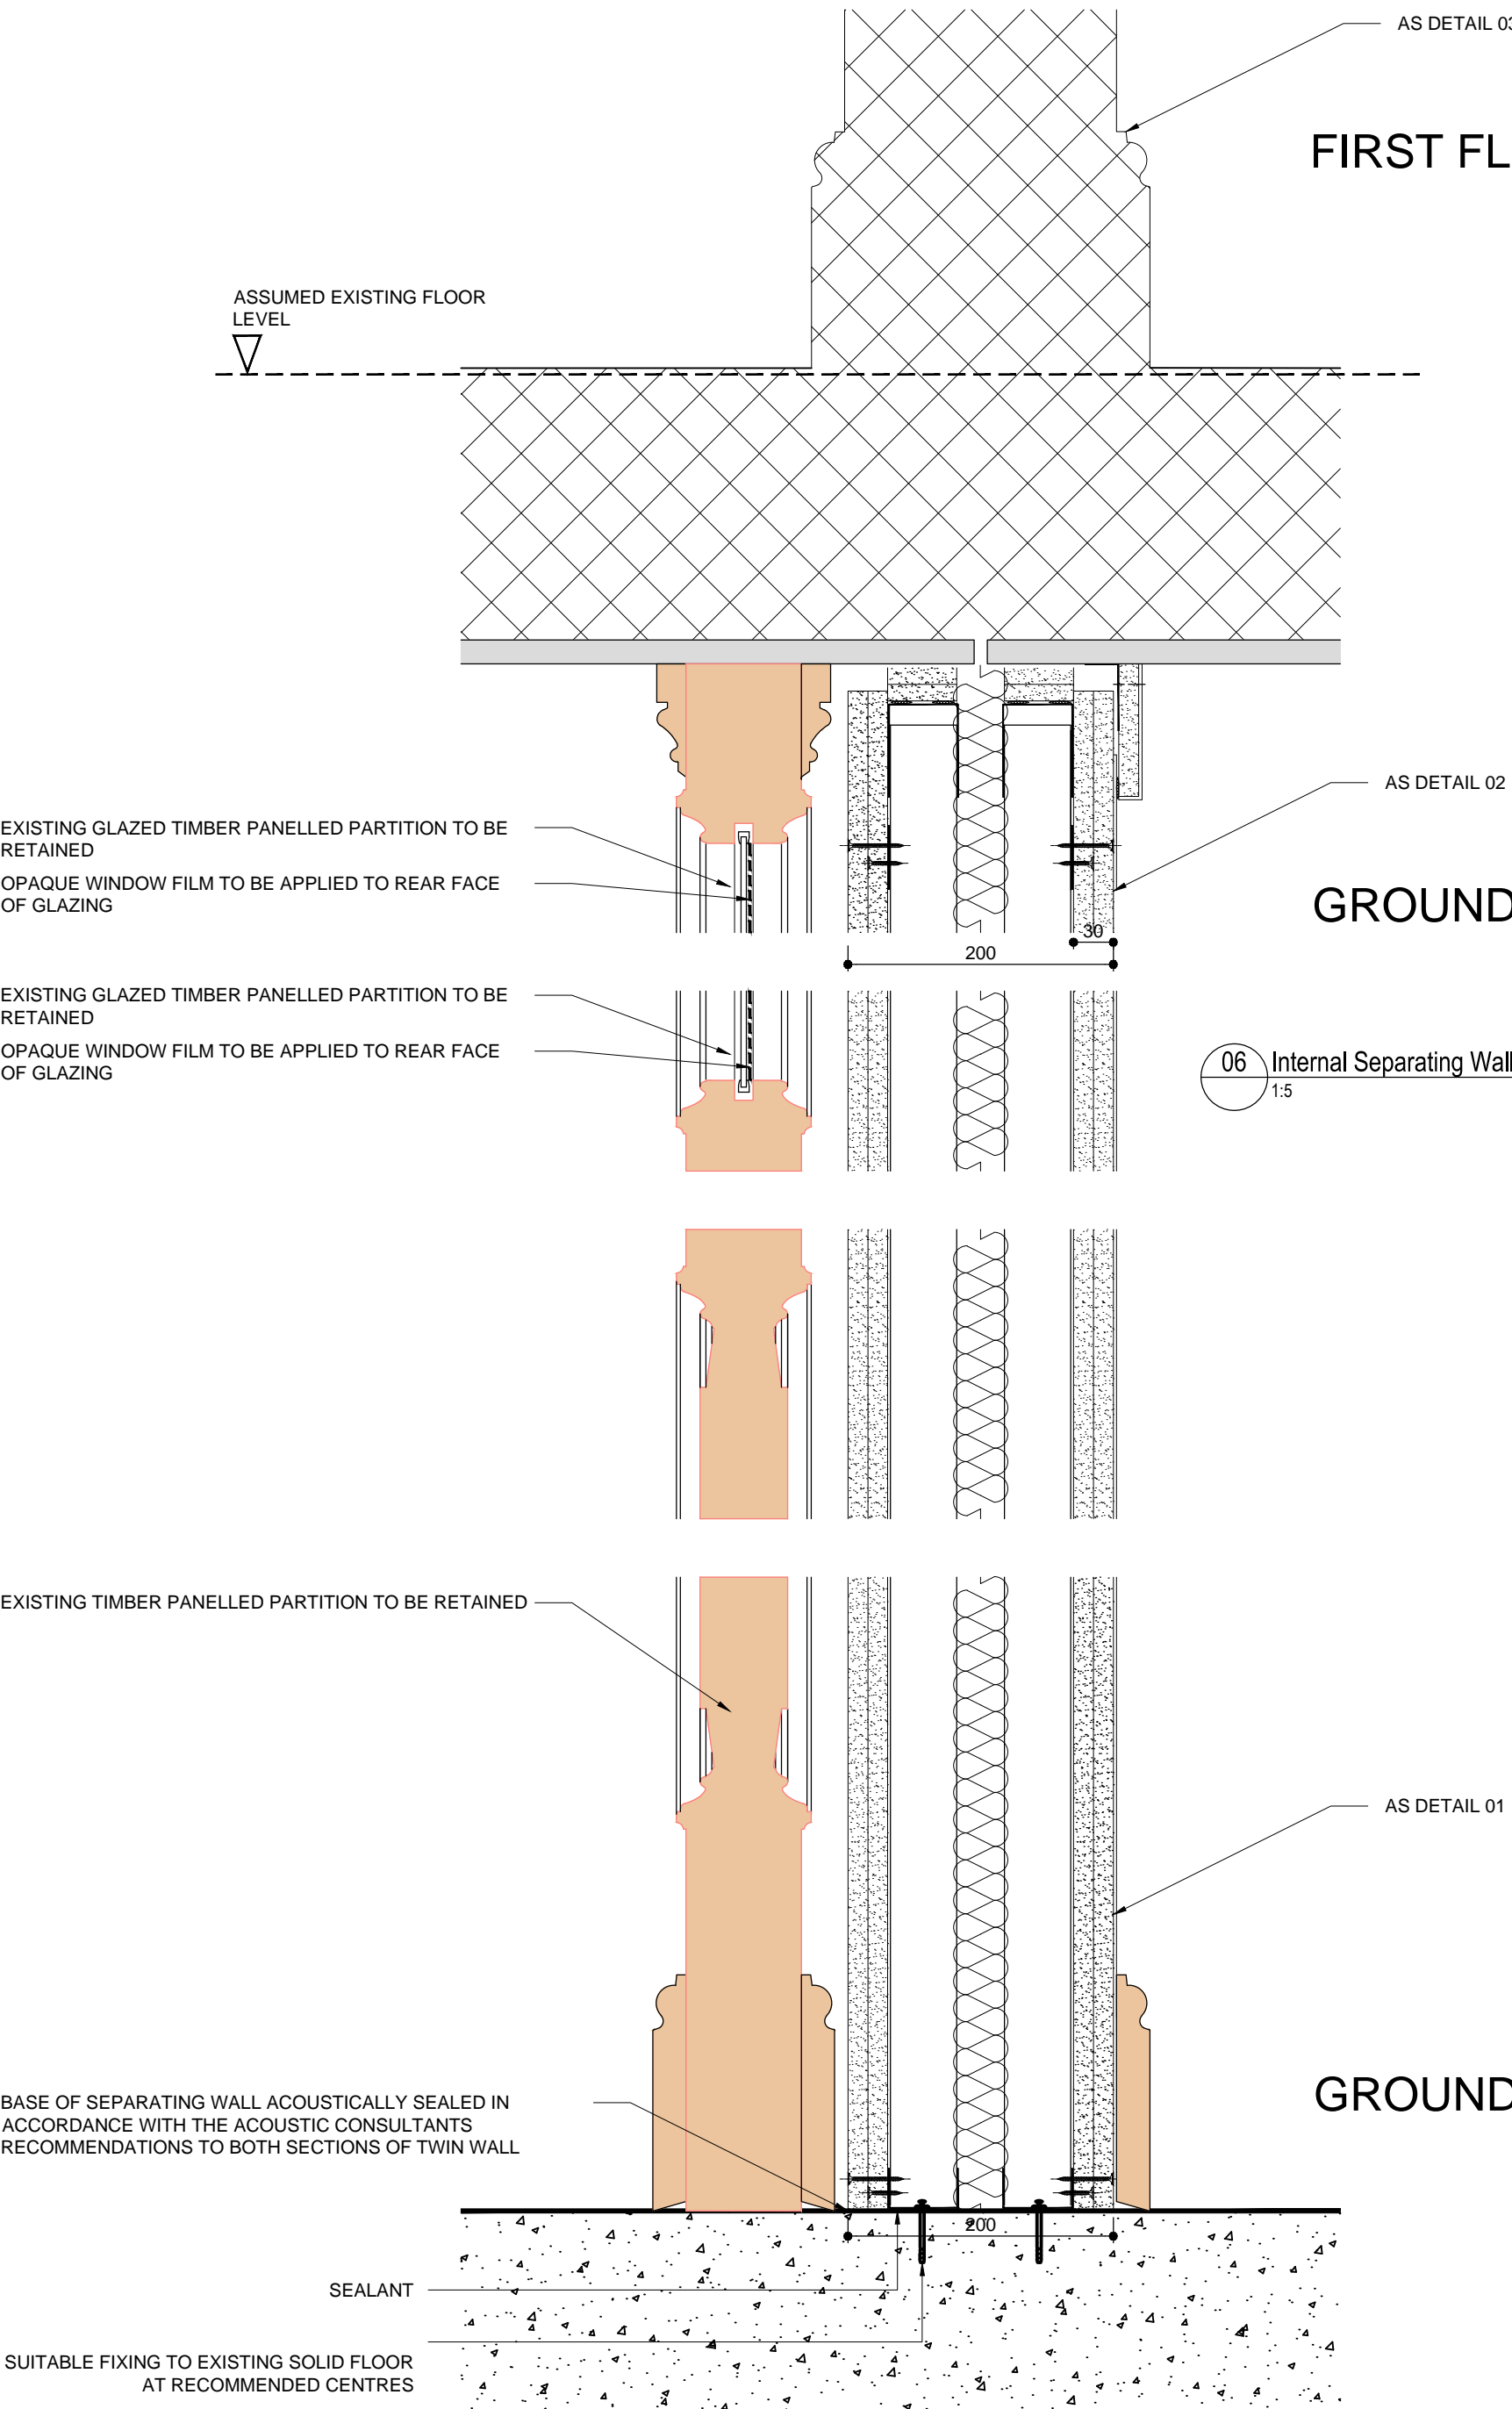 AS DETAIL 03
FIRST FL
ASSUMED EXISTING FLOOR
LEVEL
AS DETAIL 02
EXISTING GLAZED TIMBER PANELLED PARTITION TO BE
RETAINED
OPAQUE WINDOW FILM TO BE APPLIED TO REAR FACE
OF GLAZING
GROUND
30
200
EXISTING GLAZED TIMBER PANELLED PARTITION TO BE
RETAINED
OPAQUE WINDOW FILM TO BE APPLIED TO REAR FACE
OF GLAZING
06 Internal Separating Wall
1:5
EXISTING TIMBER PANELLED PARTITION TO BE RETAINED
AS DETAIL 01
GROUND
BASE OF SEPARATING WALL ACOUSTICALLY SEALED IN
ACCORDANCE WITH THE ACOUSTIC CONSULTANTS
RECOMMENDATIONS TO BOTH SECTIONS OF TWIN WALL
200
SEALANT
SUITABLE FIXING TO EXISTING SOLID FLOOR
AT RECOMMENDED CENTRES